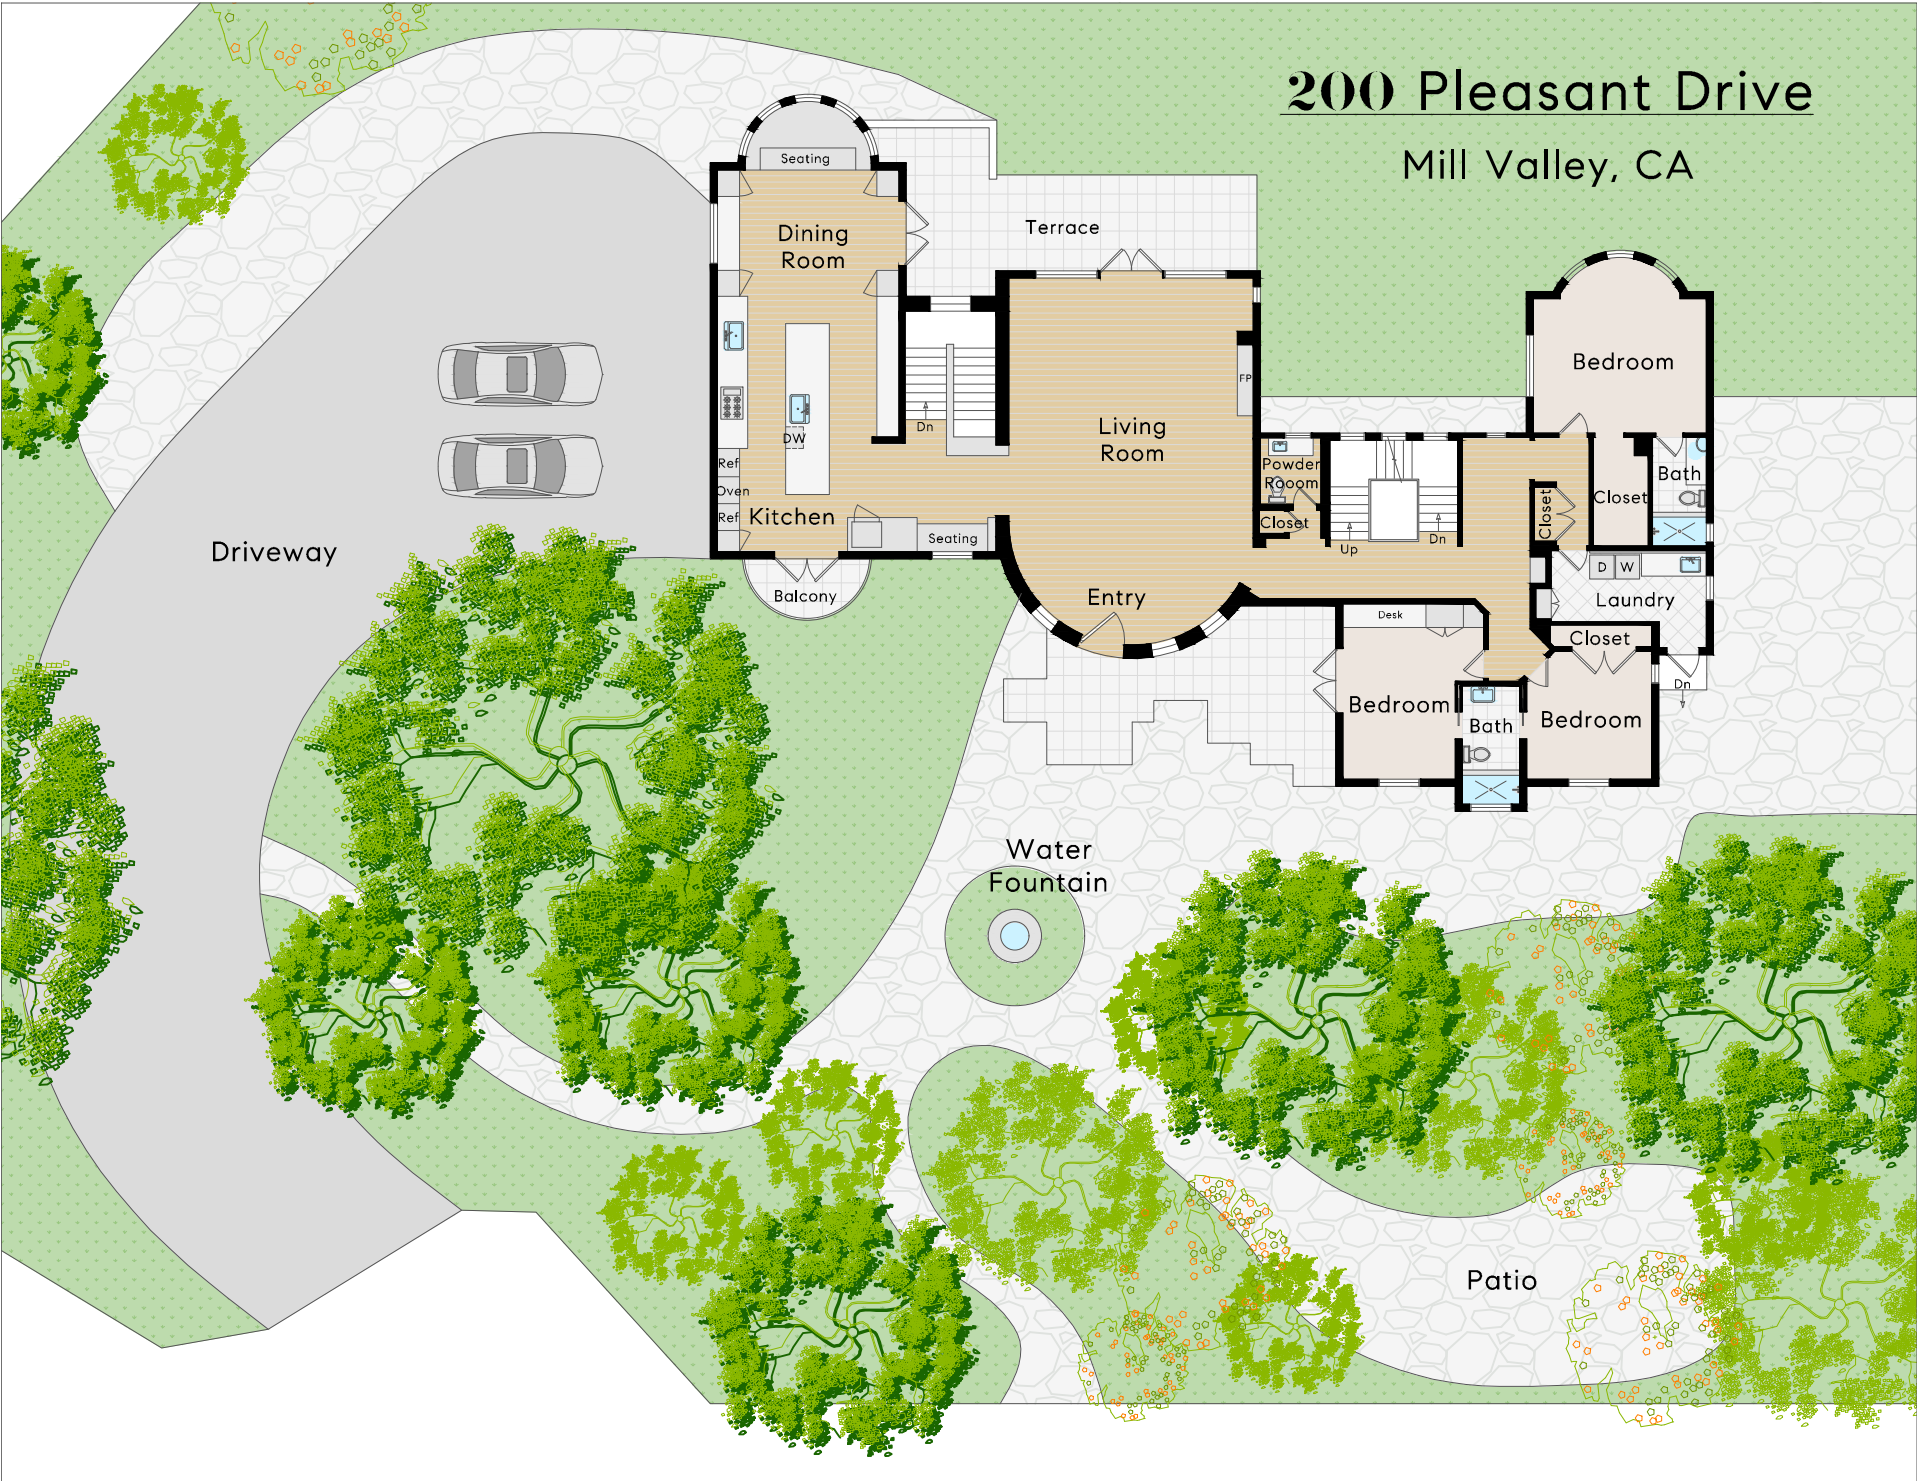 200 Pleasant Drive
Mill Valley, CA
Seating
Dining
Room
Terrace
Bedroom
FP
Living
Room
Dn
DW
Ref
Oven
Ref
Kitchen
Seating
Powder
Rooom
Closet
Up
Dn
Closet
Closet
Bath
D
W
Laundry
Driveway
Balcony
Entry
Desk
Closet
Dn
Bedroom
Bath
Bedroom
Water
Fountain
Patio